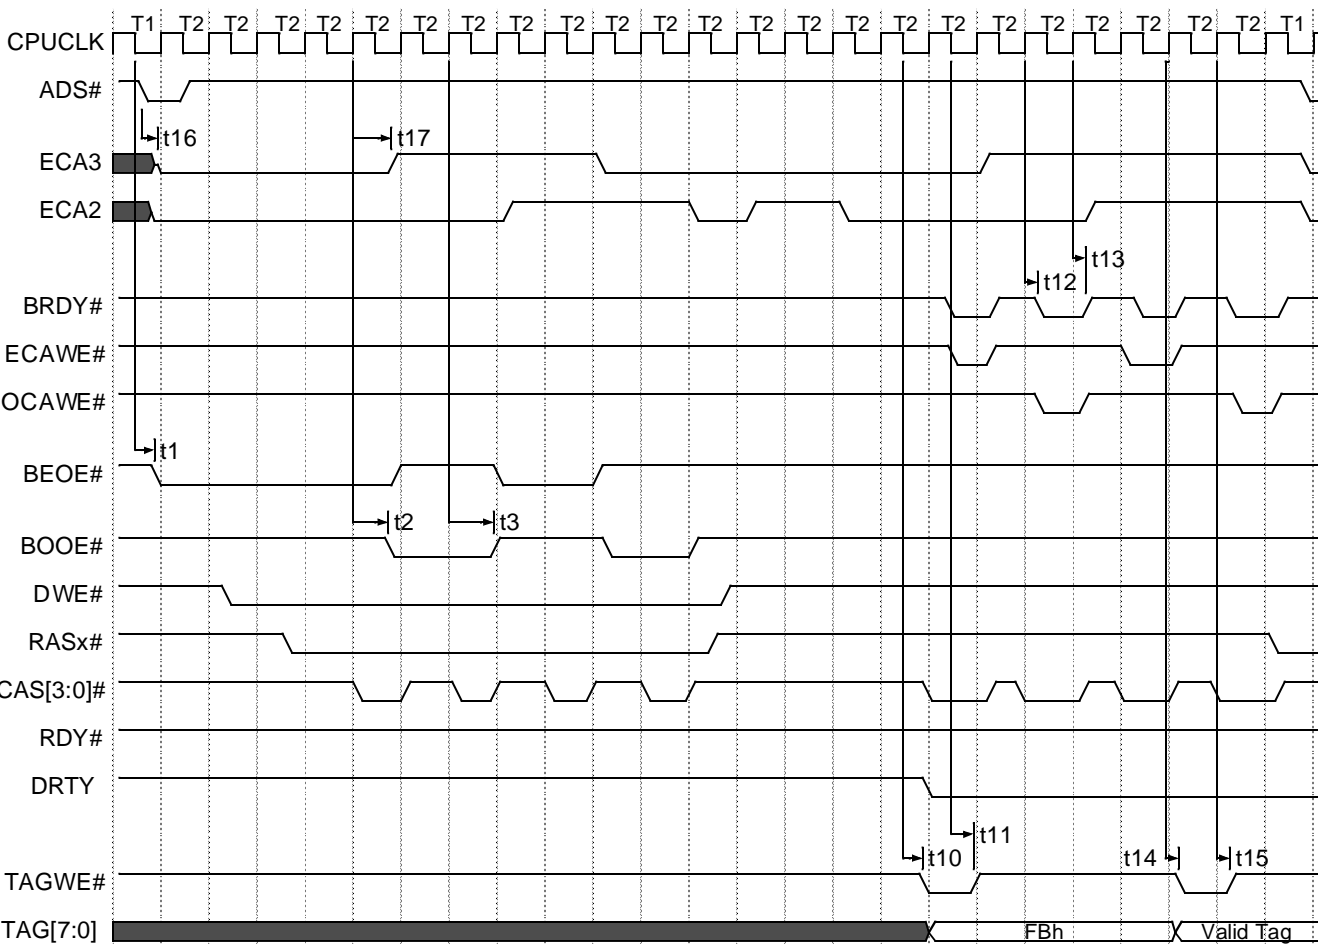 T1 T2 T2 T2 T2 T2 T2 T2 T2 T2 T2 T2 T2 T2 T2 T2 T2 T2 T2 T2 T2 T2 T2 T2 T1
CPUCLK
ADS#
t16 t17
ECA3
ECA2
t13
t12
BRDY#
ECAWE#
OCAWE#
t1
BEOE#
t2 t3
BOOE#
DWE#
RASx#
CAS[3:0]#
RDY#
DRTY
t11
t10 t14 t15
TAGWE#
TAG[7:0] FBh Valid Tag